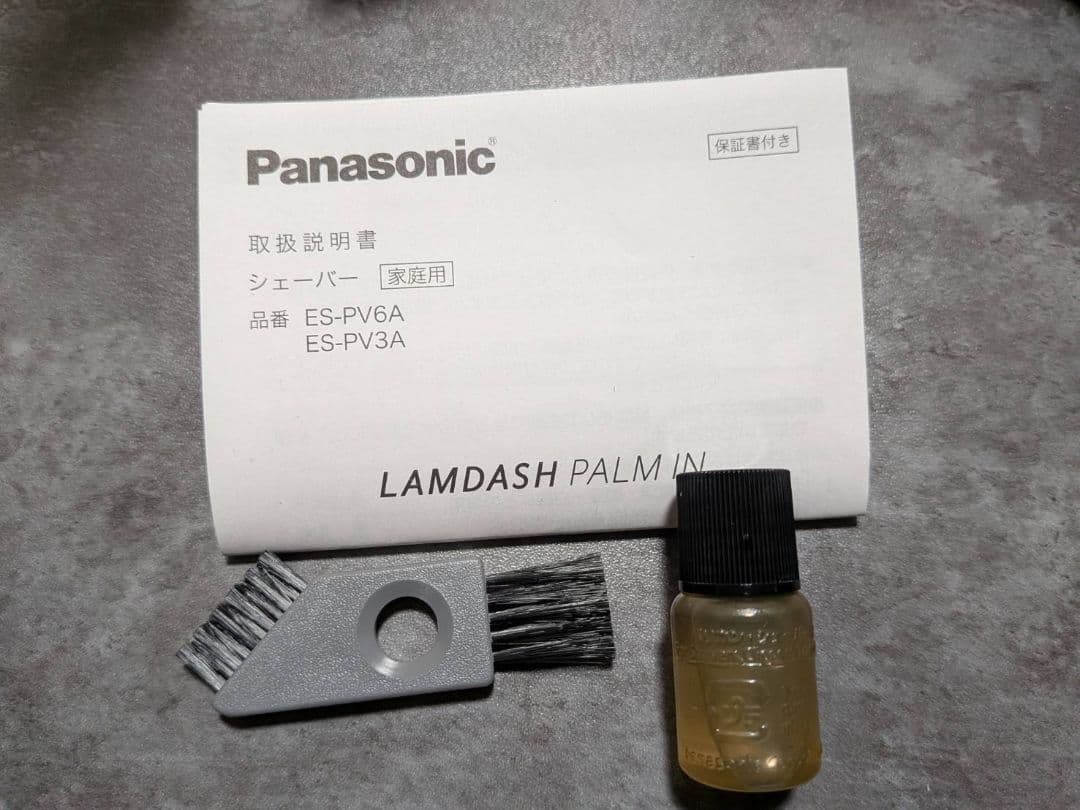 Panasonic®
保証書付き
取扱説明書
シェーバー 家庭用
品番 ES-PV6A
ES-PV3A
LAMDASH PALM IN